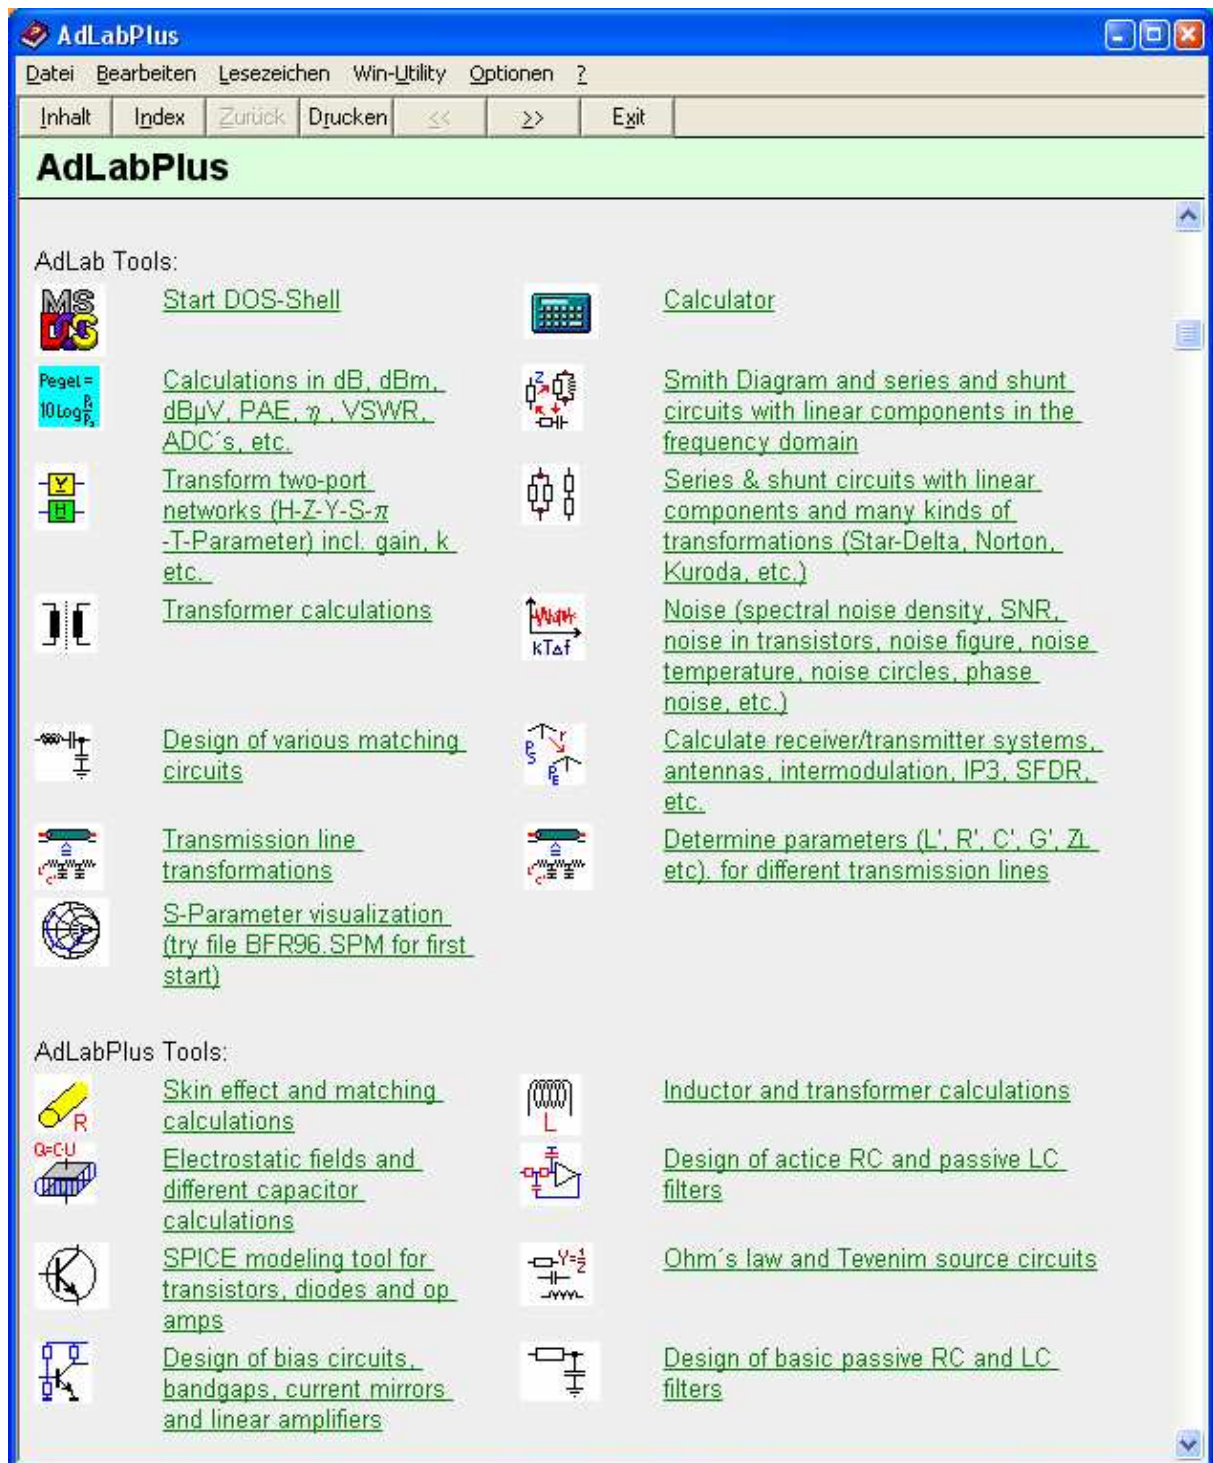 AdLabPlus
Datei Bearbeiten Lesezeichen Win-Utility Optionen ?
Inhalt Index Zurück Drucken << >> Exit
AdLabPlus
AdLab Tools:
MS DOS
Start DOS-Shell
Calculator
Pegel =
10 Log
Calculations in dB, dBm,
dBµV, PAE, η , VSWR,
ADC´s, etc.
Z
Smith Diagram and series and shunt
circuits with linear components in the
frequency domain
Y
H
Transform two-port
networks (H-Z-Y-S-π
-T-Parameter) incl. gain, k
etc.
Series & shunt circuits with linear
components and many kinds of
transformations (Star-Delta, Norton,
Kuroda, etc.)
Transformer calculations
kTΔf
Noise (spectral noise density, SNR,
noise in transistors, noise figure, noise
temperature, noise circles, phase
noise, etc.)
Design of various matching
circuits
r
PS
PE
Calculate receiver/transmitter systems,
antennas, intermodulation, IP3, SFDR,
etc.
Transmission line
transformations
Determine parameters (L', R', C', G', ZL
etc). for different transmission lines
S-Parameter visualization
(try file BFR96.SPM for first
start)
AdLabPlus Tools:
R
Skin effect and matching
calculations
L
Inductor and transformer calculations
Q=C·U
Electrostatic fields and
different capacitor
calculations
Design of actice RC and passive LC
filters
SPICE modeling tool for
transistors, diodes and op
amps
Y=1/Z
Ohm´s law and Tevenim source circuits
Design of bias circuits,
bandgaps, current mirrors
and linear amplifiers
Design of basic passive RC and LC
filters